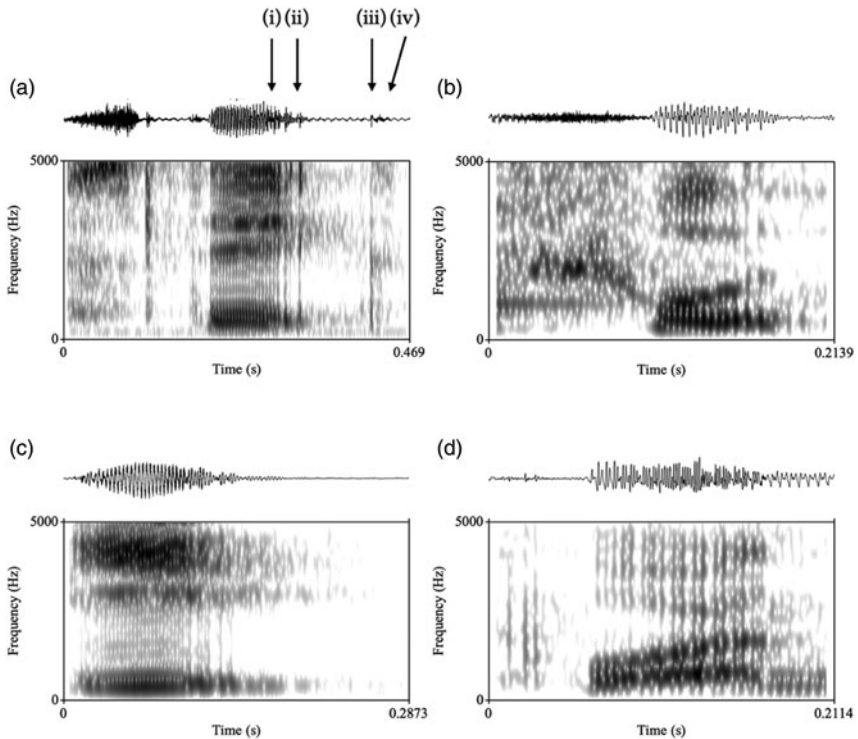 (i) (ii) (iii) (iv)
(a) (b)
5000 5000
Frequency (Hz) Frequency (Hz)
0 0
0 0.469 0 0.2139
Time (s) Time (s)
(c) (d)
5000 5000
Frequency (Hz) Frequency (Hz)
0 0
0 0.2873 0 0.2114
Time (s) Time (s)